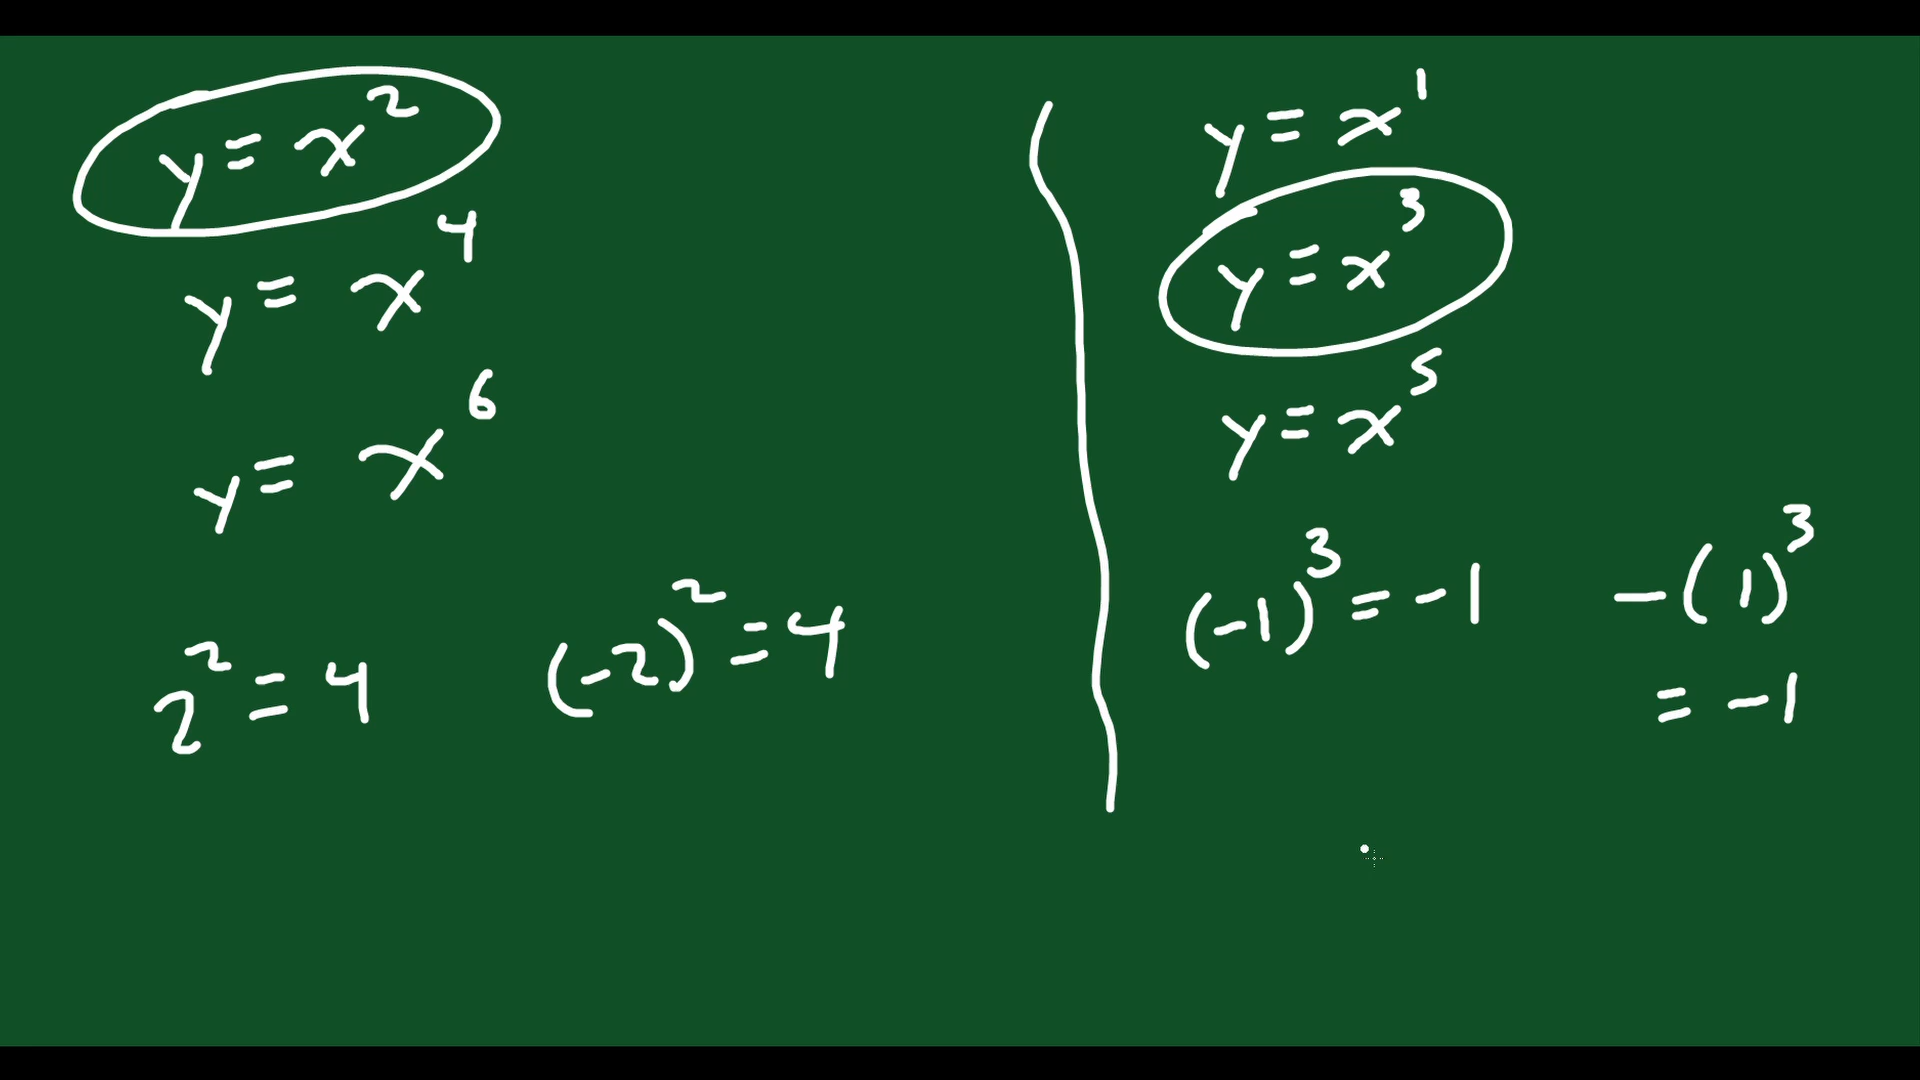 y = x²
y = x⁴
y = x⁶
2² = 4
(-2)² = 4
y = x¹
y = x³
y = x⁵
(-1)³ = -1
-(1)³
= -1